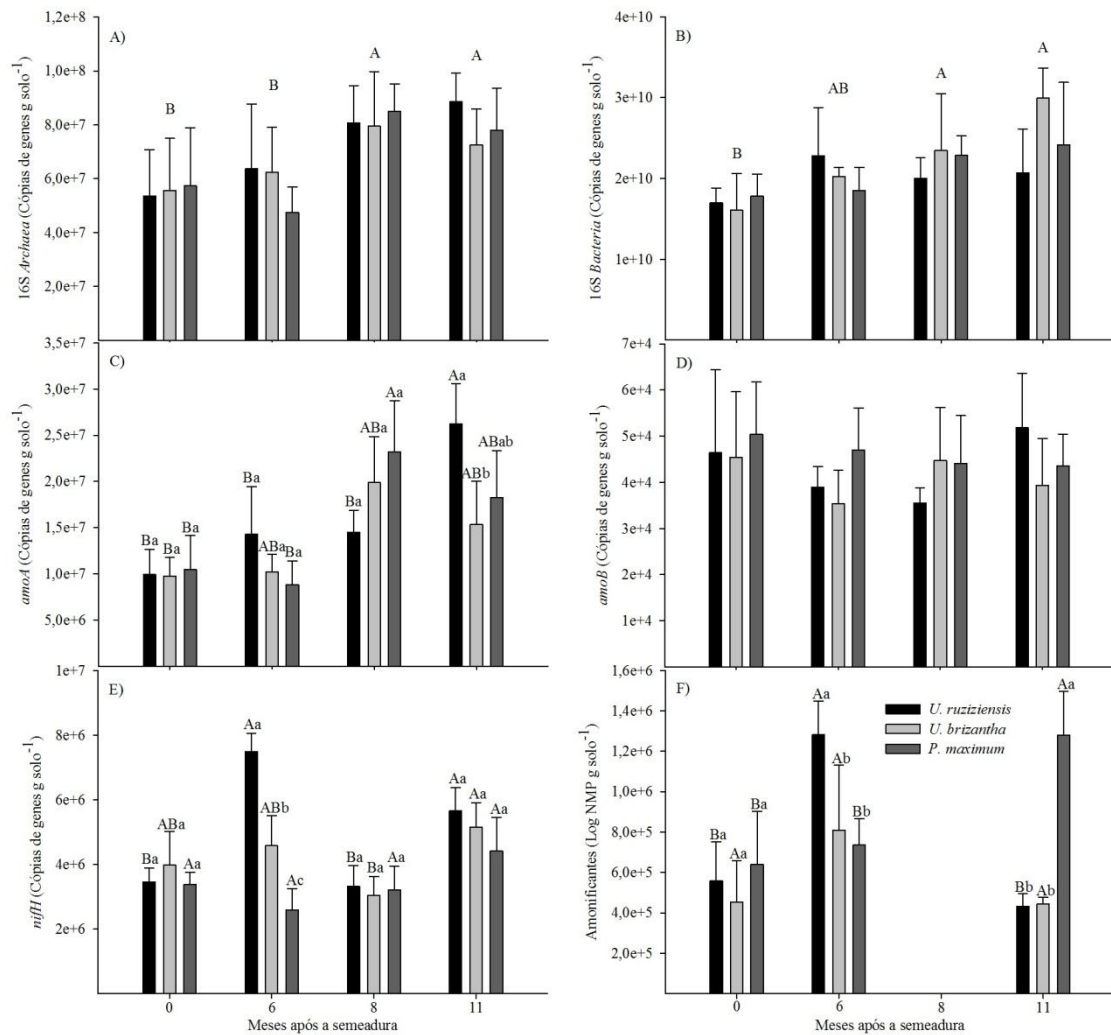 A)
16S Archaea (Cópias de genes g solo⁻¹)
1,2e+8
1,0e+8
8,0e+7
6,0e+7
4,0e+7
2,0e+7
B
B
A
A
B)
16S Bacteria (Cópias de genes g solo⁻¹)
4e+10
3e+10
2e+10
1e+10
B
AB
A
A
C)
amoA (Cópias de genes g solo⁻¹)
3,5e+7
3,0e+7
2,5e+7
2,0e+7
1,5e+7
1,0e+7
5,0e+6
Ba Ba Ba
Ba ABa Ba
Ba ABa Aa
Aa ABb ABab
D)
amoB (Cópias de genes g solo⁻¹)
7e+4
6e+4
5e+4
4e+4
3e+4
2e+4
1e+4
E)
nifH (Cópias de genes g solo⁻¹)
1e+7
8e+6
6e+6
4e+6
2e+6
Ba ABa Aa
Aa ABb Ac
Ba Ba Aa
Aa Aa Aa
0 6 8 11
Meses após a semeadura
F)
Amonificantes (Log NMP g solo⁻¹)
1,6e+6
1,4e+6
1,2e+6
1,0e+6
8,0e+5
6,0e+5
4,0e+5
2,0e+5
Ba Aa Ba
Aa Ab Bb
Bb Ab Aa
U. ruziziensis
U. brizantha
P. maximum
0 6 8 11
Meses após a semeadura